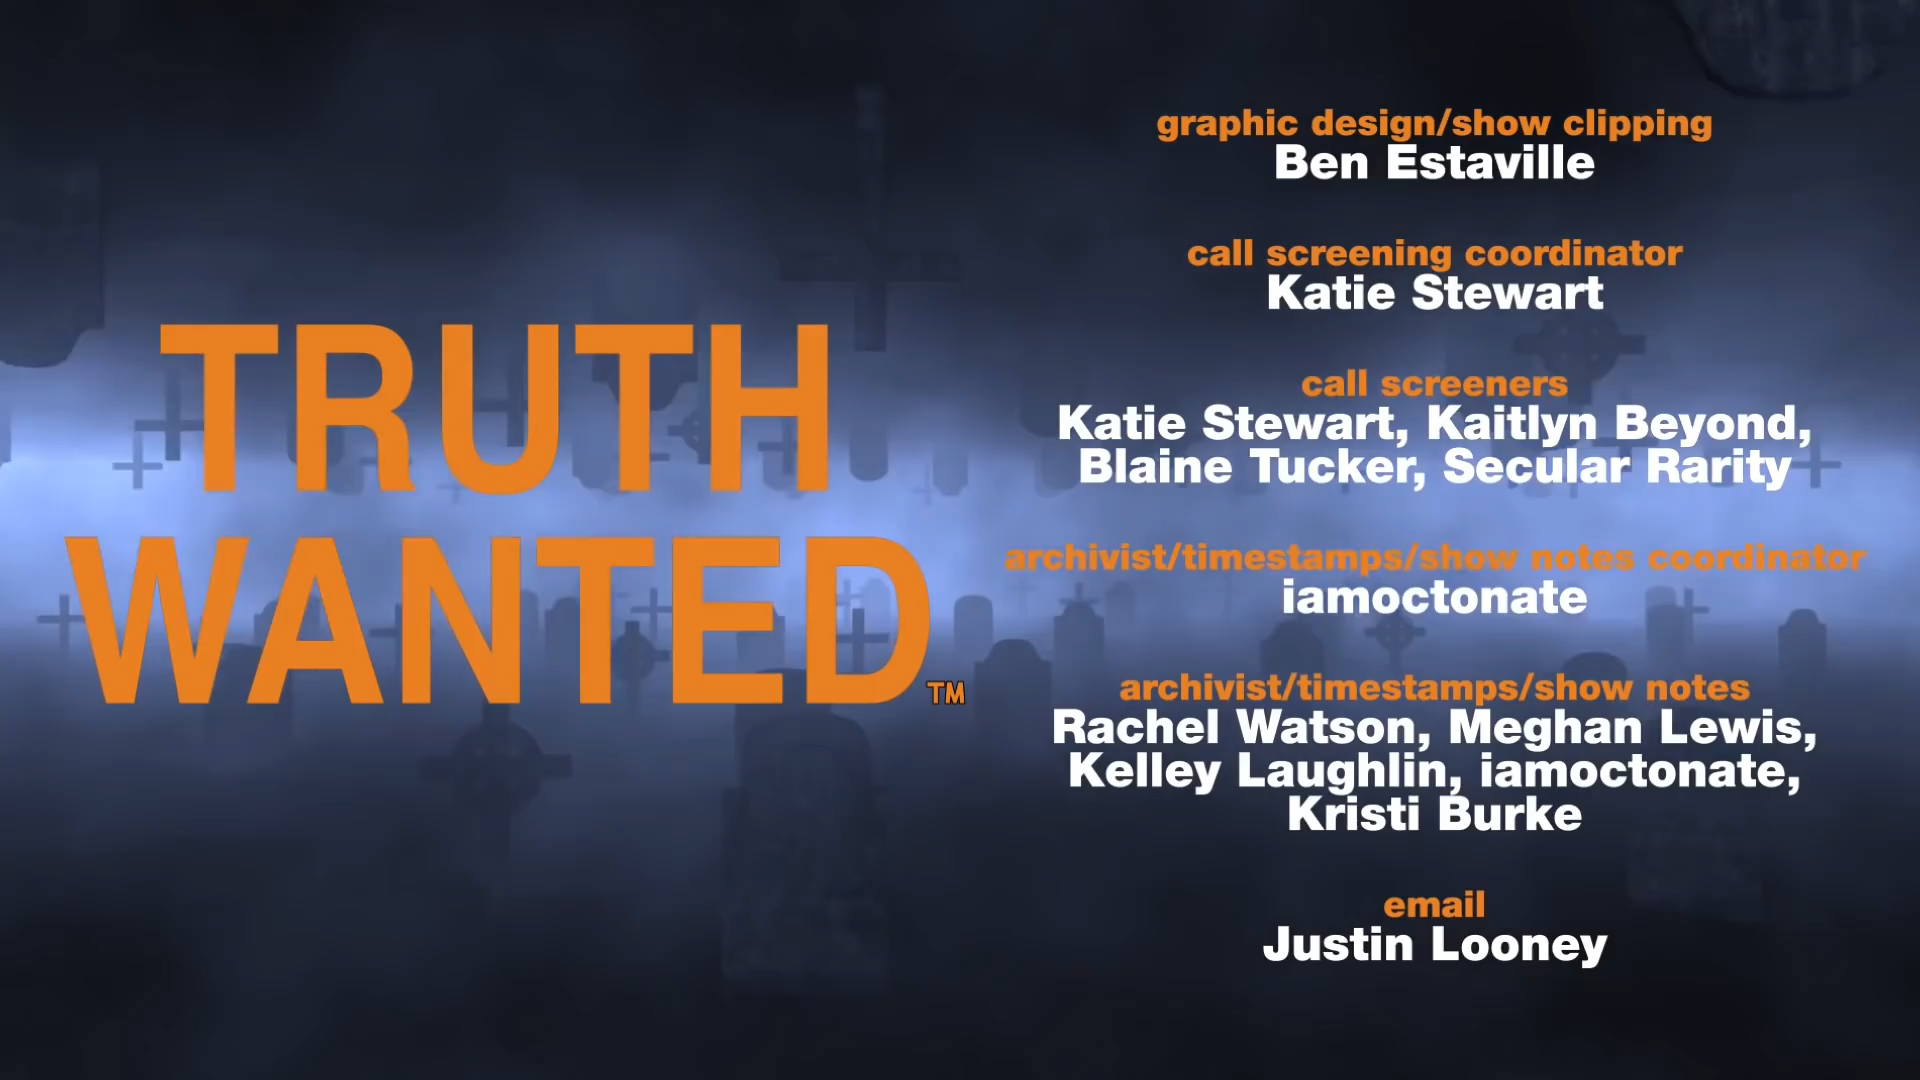 TRUTH
WANTED
TM
graphic design/show clipping
Ben Estaville
call screening coordinator
Katie Stewart
call screeners
Katie Stewart, Kaitlyn Beyond,
Blaine Tucker, Secular Rarity
archivist/timestamps/show notes coordinator
iamoctonate
archivist/timestamps/show notes
Rachel Watson, Meghan Lewis,
Kelley Laughlin, iamoctonate,
Kristi Burke
email
Justin Looney